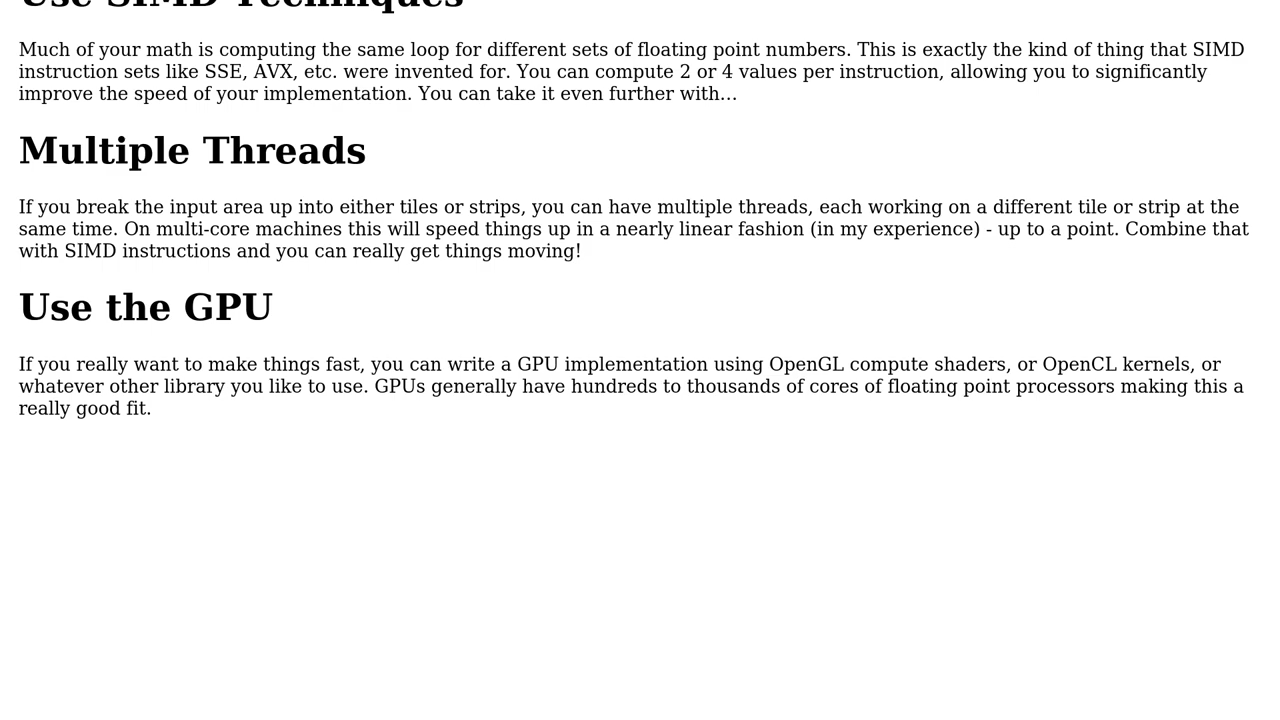 Use SIMD Techniques
Much of your math is computing the same loop for different sets of floating point numbers. This is exactly the kind of thing that SIMD
instruction sets like SSE, AVX, etc. were invented for. You can compute 2 or 4 values per instruction, allowing you to significantly
improve the speed of your implementation. You can take it even further with…
Multiple Threads
If you break the input area up into either tiles or strips, you can have multiple threads, each working on a different tile or strip at the
same time. On multi-core machines this will speed things up in a nearly linear fashion (in my experience) - up to a point. Combine that
with SIMD instructions and you can really get things moving!
Use the GPU
If you really want to make things fast, you can write a GPU implementation using OpenGL compute shaders, or OpenCL kernels, or
whatever other library you like to use. GPUs generally have hundreds to thousands of cores of floating point processors making this a
really good fit.